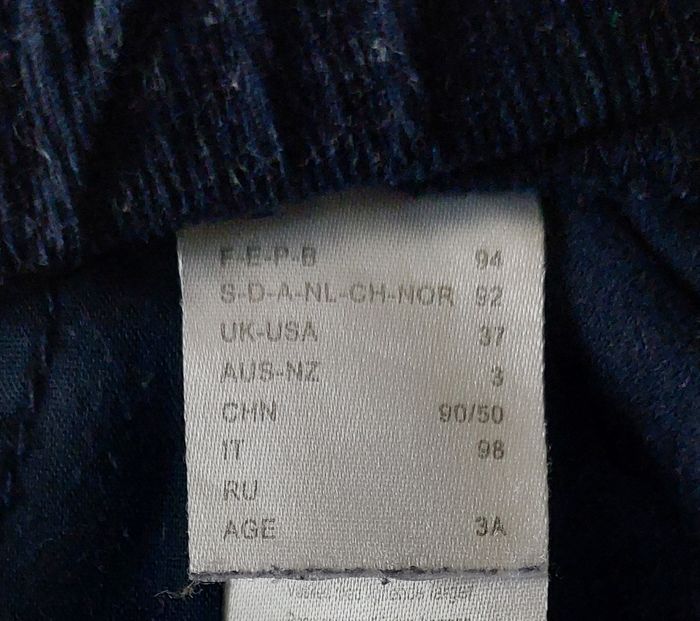 F-E-P-B 94
S-D-A-NL-CH-NOR 92
UK-USA 37
AUS-NZ 3
CHN 90/50
IT 98
RU
AGE 3A